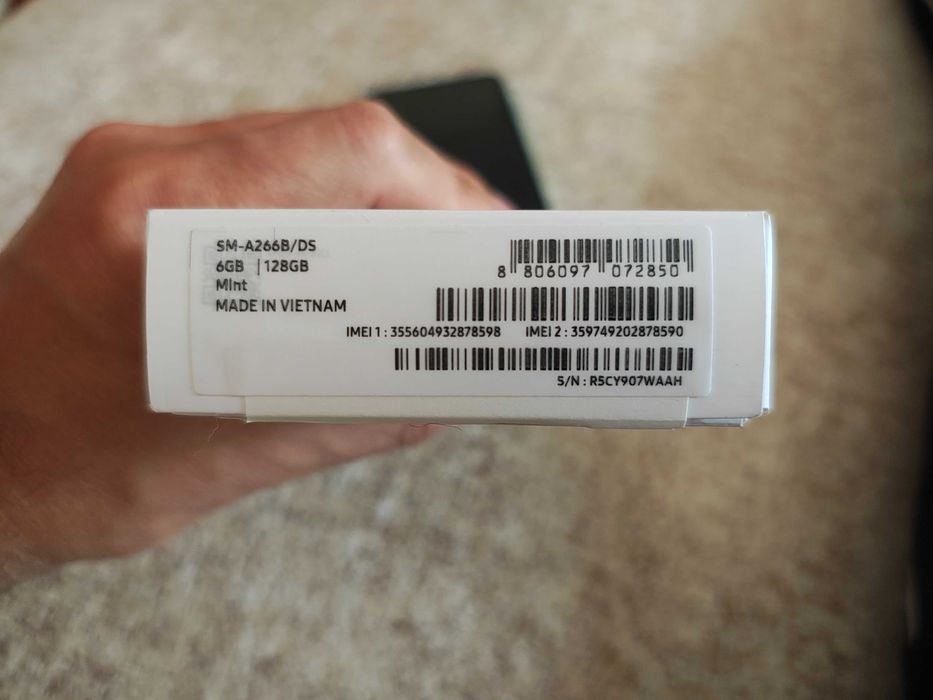 SM-A266B/DS
6GB | 128GB
Mint
MADE IN VIETNAM
8 806097 072850
IMEI 1 : 355604932878598 IMEI 2 : 359749202878590
S/N : R5CY907WAAH